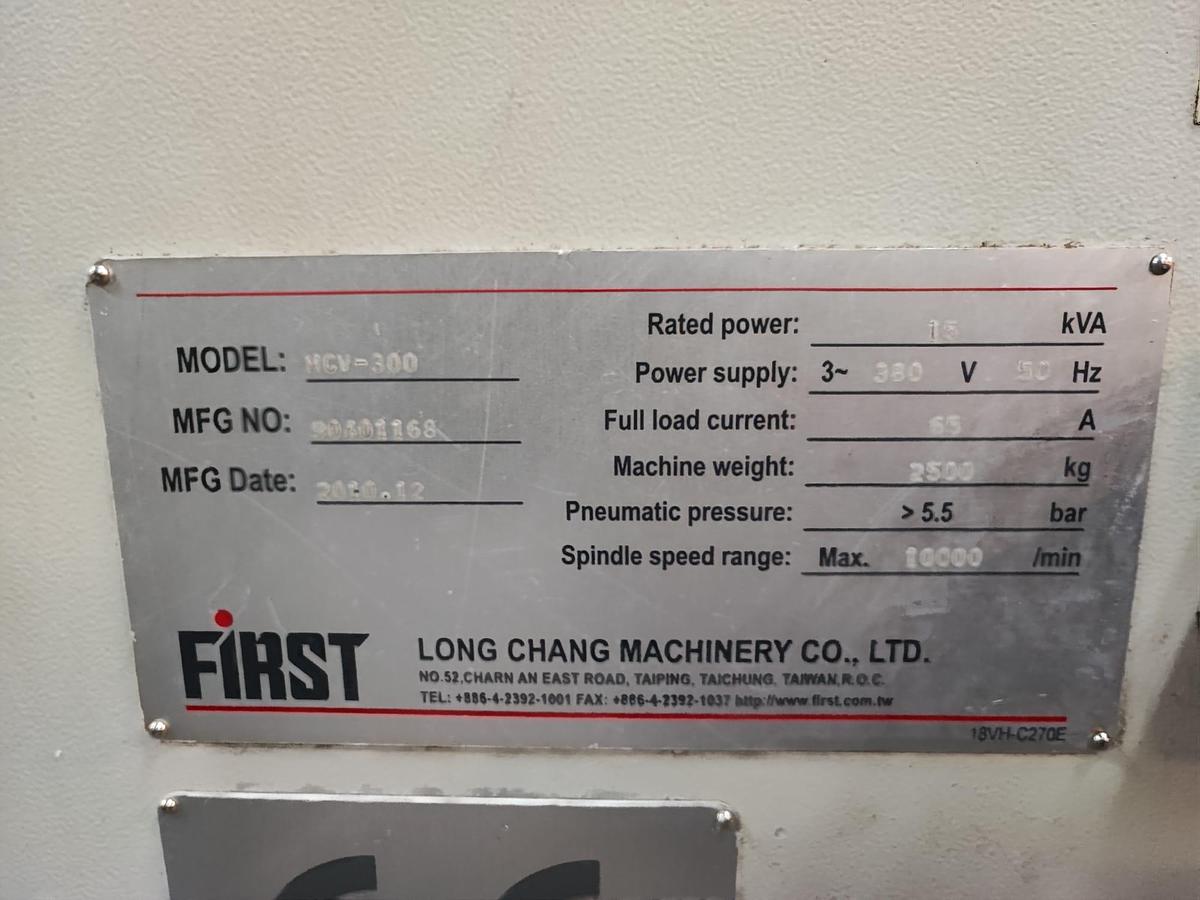 MODEL: MCV-300
MFG NO:
MFG Date: 2010.12
Rated power: 15 kVA
Power supply: 3~ 380 V 50 Hz
Full load current: A
Machine weight: 2500 kg
Pneumatic pressure: > 5.5 bar
Spindle speed range: Max. 10000 /min
FiRST
LONG CHANG MACHINERY CO., LTD.
NO.52,CHARN AN EAST ROAD, TAIPING, TAICHUNG, TAIWAN,R.O.C.
TEL: +886-4-2392-1001 FAX: +886-4-2392-1037 http://www.first.com.tw
18VH-C270E